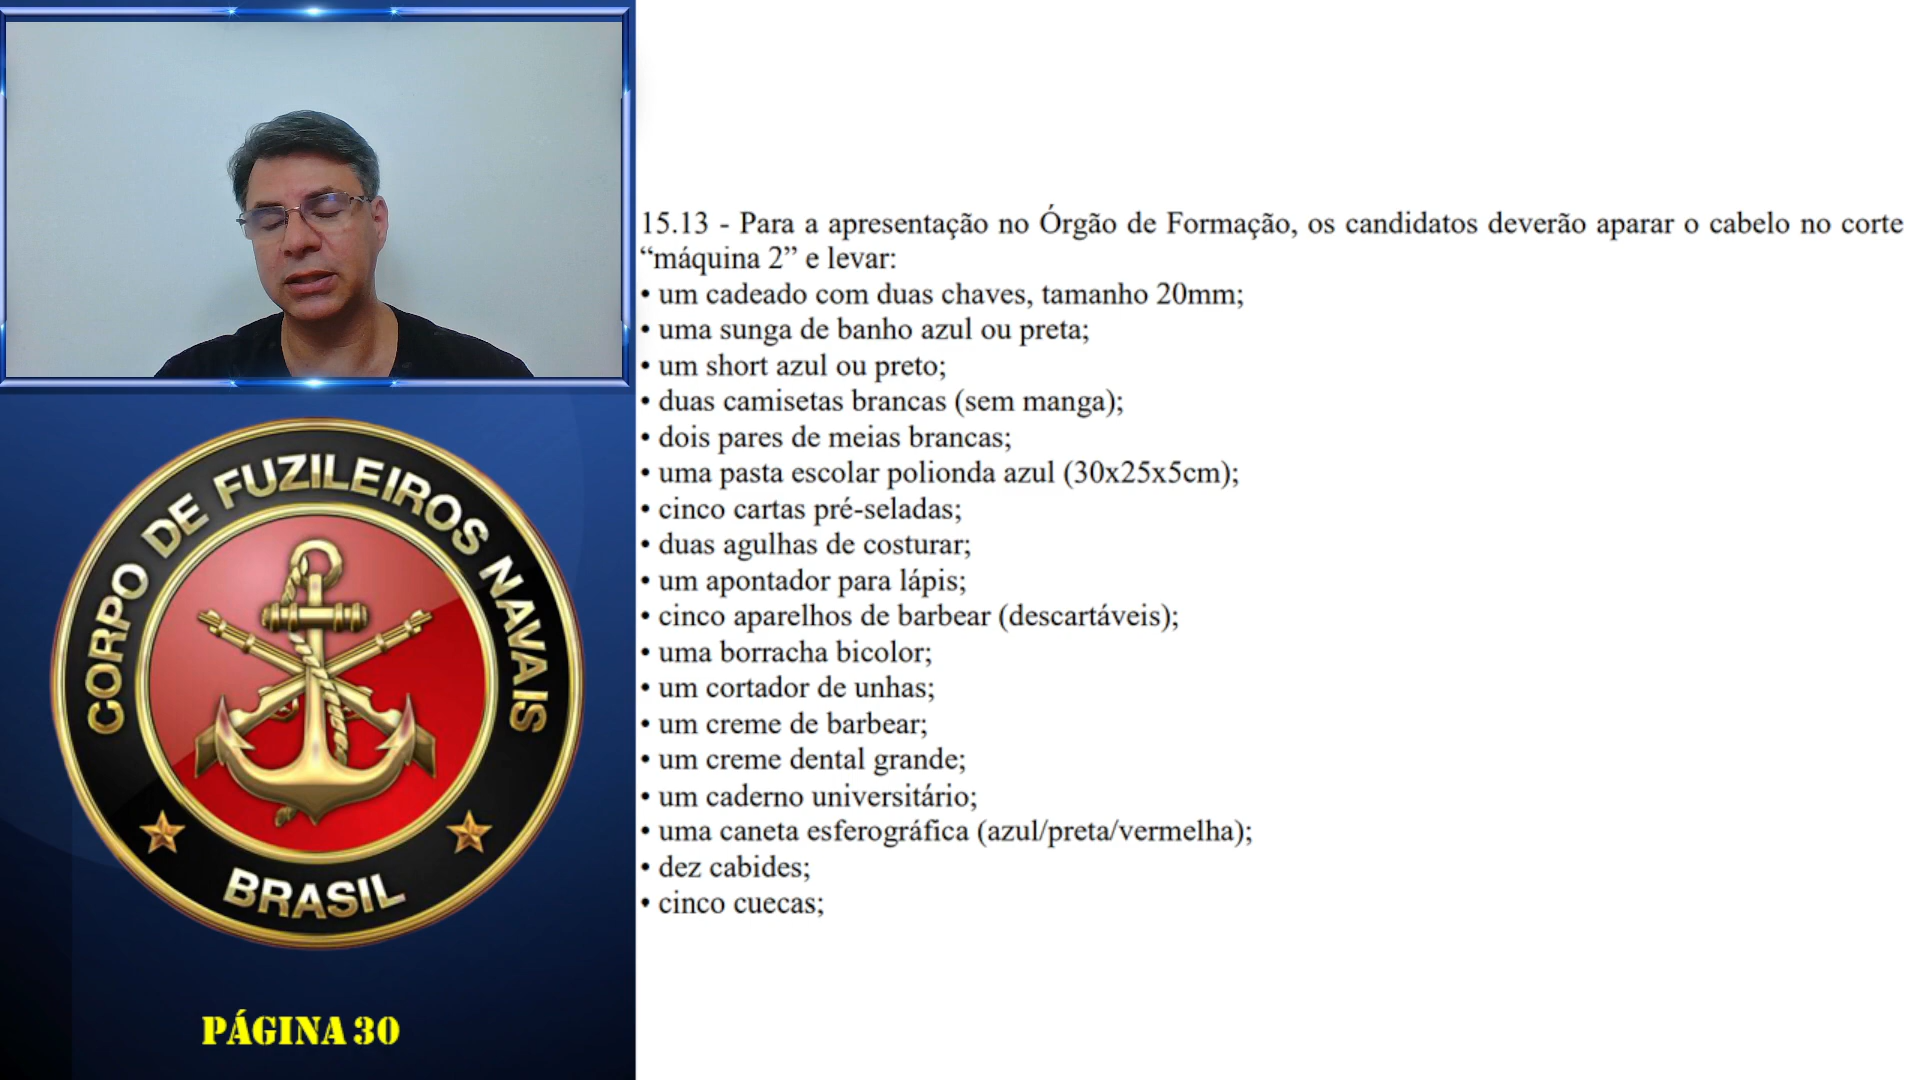 CORPO DE FUZILEIROS NAVAIS
BRASIL
PÁGINA 30
15.13 - Para a apresentação no Órgão de Formação, os candidatos deverão aparar o cabelo no corte
“máquina 2” e levar:
• um cadeado com duas chaves, tamanho 20mm;
• uma sunga de banho azul ou preta;
• um short azul ou preto;
• duas camisetas brancas (sem manga);
• dois pares de meias brancas;
• uma pasta escolar polionda azul (30x25x5cm);
• cinco cartas pré-seladas;
• duas agulhas de costurar;
• um apontador para lápis;
• cinco aparelhos de barbear (descartáveis);
• uma borracha bicolor;
• um cortador de unhas;
• um creme de barbear;
• um creme dental grande;
• um caderno universitário;
• uma caneta esferográfica (azul/preta/vermelha);
• dez cabides;
• cinco cuecas;